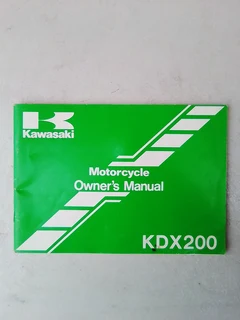 Kawasaki
Motorcycle
Owner's Manual
KDX200